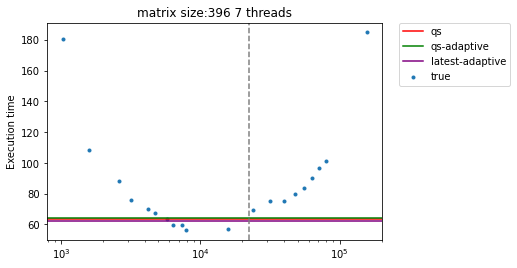 matrix size:396 7 threads
Execution time
180
160
140
120
100
80
60
10³
10⁴
10⁵
qs
qs-adaptive
latest-adaptive
true